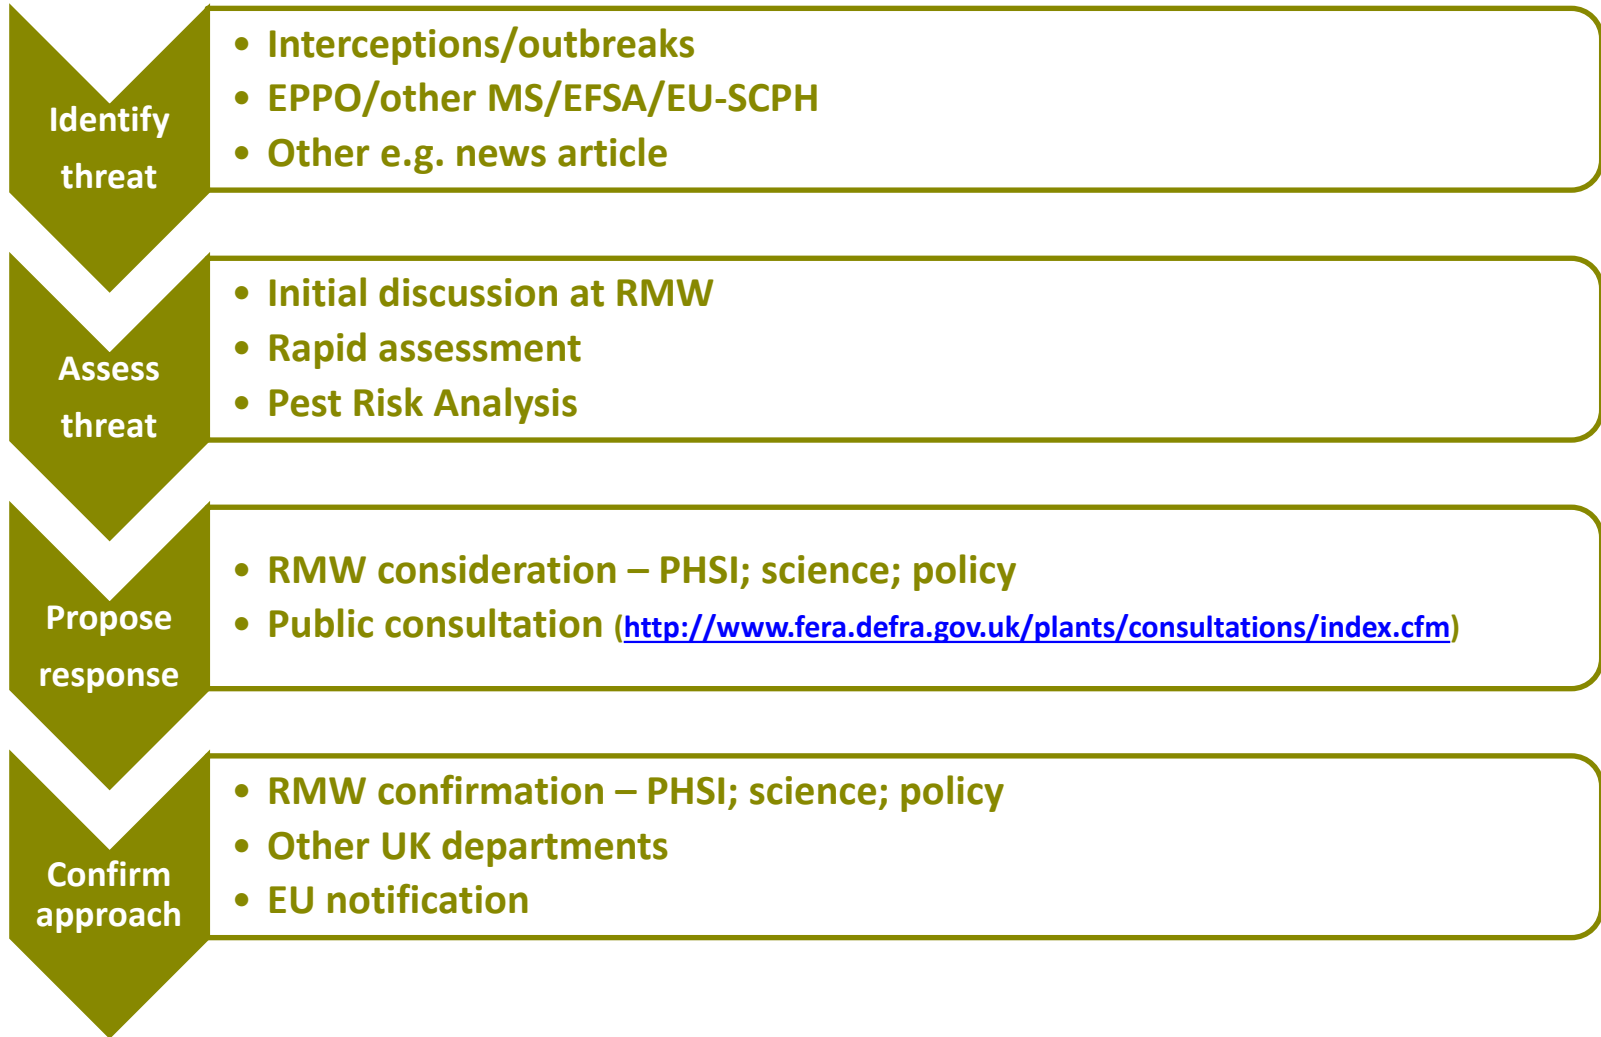 Identify
threat
• Interceptions/outbreaks
• EPPO/other MS/EFSA/EU-SCPH
• Other e.g. news article
Assess
threat
• Initial discussion at RMW
• Rapid assessment
• Pest Risk Analysis
Propose
response
• RMW consideration – PHSI; science; policy
• Public consultation (http://www.fera.defra.gov.uk/plants/consultations/index.cfm)
Confirm
approach
• RMW confirmation – PHSI; science; policy
• Other UK departments
• EU notification